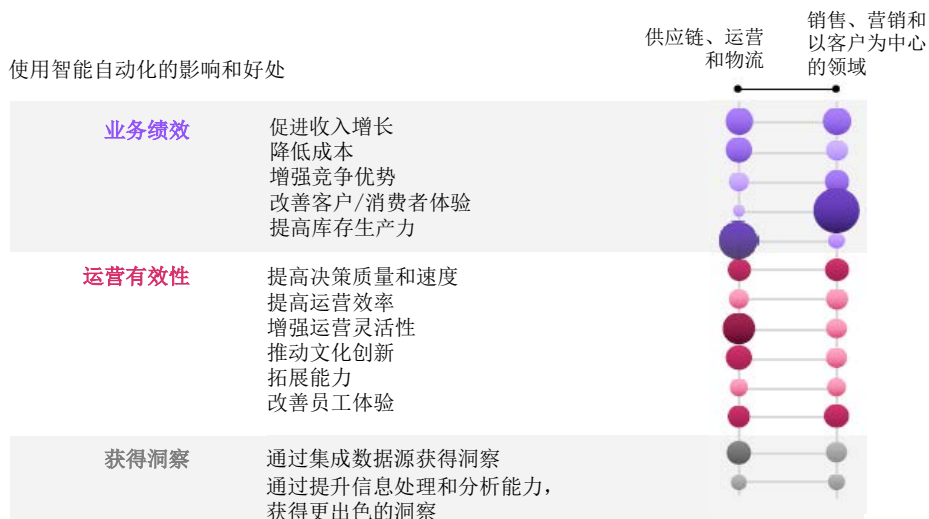 供应链、运营
和物流
销售、营销和
以客户为中心
的领域
使用智能自动化的影响和好处
业务绩效
促进收入增长
降低成本
增强竞争优势
改善客户/消费者体验
提高库存生产力
运营有效性
提高决策质量和速度
提高运营效率
增强运营灵活性
推动文化创新
拓展能力
改善员工体验
获得洞察
通过集成数据源获得洞察
通过提升信息处理和分析能力，
获得更出色的洞察